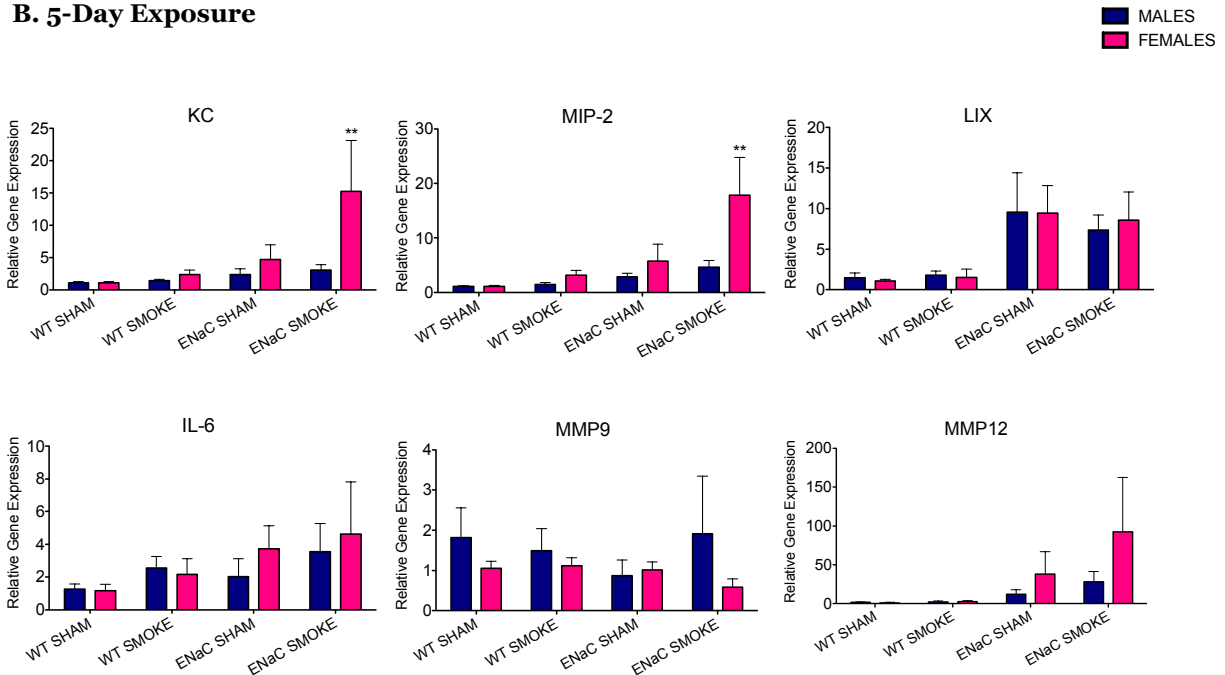 B. 5-Day Exposure
MALES
FEMALES
KC
Relative Gene Expression
25
20
15
10
5
0
**
WT SHAM
WT SMOKE
ENaC SHAM
ENaC SMOKE
MIP-2
Relative Gene Expression
30
20
10
0
**
WT SHAM
WT SMOKE
ENaC SHAM
ENaC SMOKE
LIX
Relative Gene Expression
20
15
10
5
0
WT SHAM
WT SMOKE
ENaC SHAM
ENaC SMOKE
IL-6
Relative Gene Expression
10
8
6
4
2
0
WT SHAM
WT SMOKE
ENaC SHAM
ENaC SMOKE
MMP9
Relative Gene Expression
4
3
2
1
0
WT SHAM
WT SMOKE
ENaC SHAM
ENaC SMOKE
MMP12
Relative Gene Expression
200
150
100
50
0
WT SHAM
WT SMOKE
ENaC SHAM
ENaC SMOKE